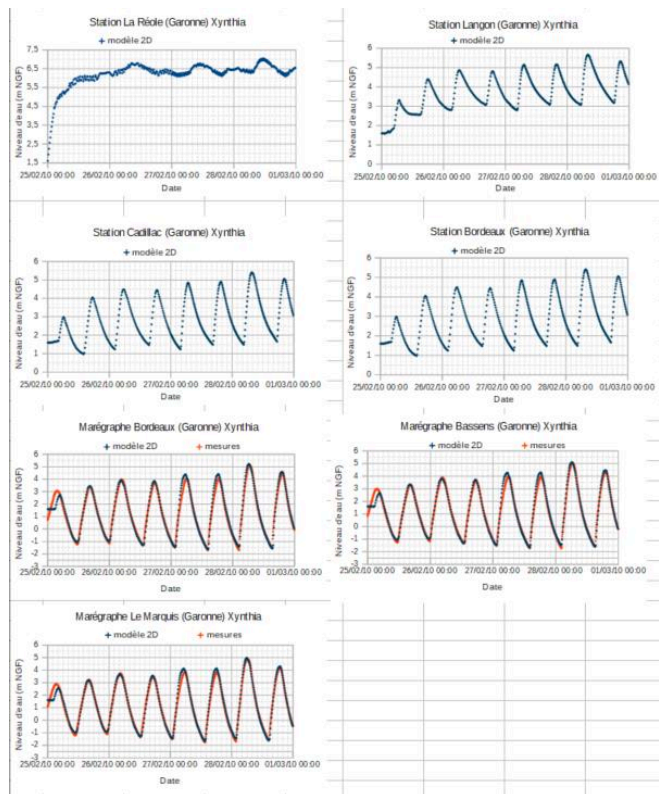 Station La Réole (Garonne) Xynthia
modèle 2D
Niveau d'eau (m NGF)
7,5
6,5
5,5
4,5
3,5
2,5
1,5
25/02/10 00:00 26/02/10 00:00 27/02/10 00:00 28/02/10 00:00 01/03/10 00:00
Date
Station Langon (Garonne) Xynthia
modèle 2D
Niveau d'eau (m NGF)
6
5
4
3
2
1
0
25/02/10 00:00 26/02/10 00:00 27/02/10 00:00 28/02/10 00:00 01/03/10 00:00
Date
Station Cadillac (Garonne) Xynthia
modèle 2D
Niveau d'eau (m NGF)
6
5
4
3
2
1
0
25/02/10 00:00 26/02/10 00:00 27/02/10 00:00 28/02/10 00:00 01/03/10 00:00
Date
Station Bordeaux (Garonne) Xynthia
modèle 2D
Niveau d'eau (m NGF)
6
5
4
3
2
1
0
25/02/10 00:00 26/02/10 00:00 27/02/10 00:00 28/02/10 00:00 01/03/10 00:00
Date
Marégraphe Bordeaux (Garonne) Xynthia
modèle 2D mesures
Niveau d'eau (m NGF)
6
5
4
3
2
1
0
-1
-2
-3
25/02/10 00:00 26/02/10 00:00 27/02/10 00:00 28/02/10 00:00 01/03/10 00:00
Date
Marégraphe Bassens (Garonne) Xynthia
modèle 2D mesures
Niveau d'eau (m NGF)
6
5
4
3
2
1
0
-1
-2
-3
25/02/10 00:00 26/02/10 00:00 27/02/10 00:00 28/02/10 00:00 01/03/10 00:00
Date
Marégraphe Le Marquis (Garonne) Xynthia
modèle 2D mesures
Niveau d'eau (m NGF)
6
5
4
3
2
1
0
-1
-2
-3
25/02/10 00:00 26/02/10 00:00 27/02/10 00:00 28/02/10 00:00 01/03/10 00:00
Date